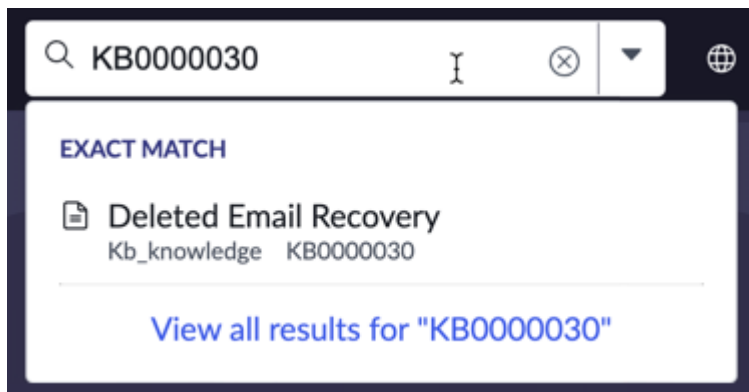 KB0000030
EXACT MATCH
Deleted Email Recovery
Kb_knowledge KB0000030
View all results for "KB0000030"